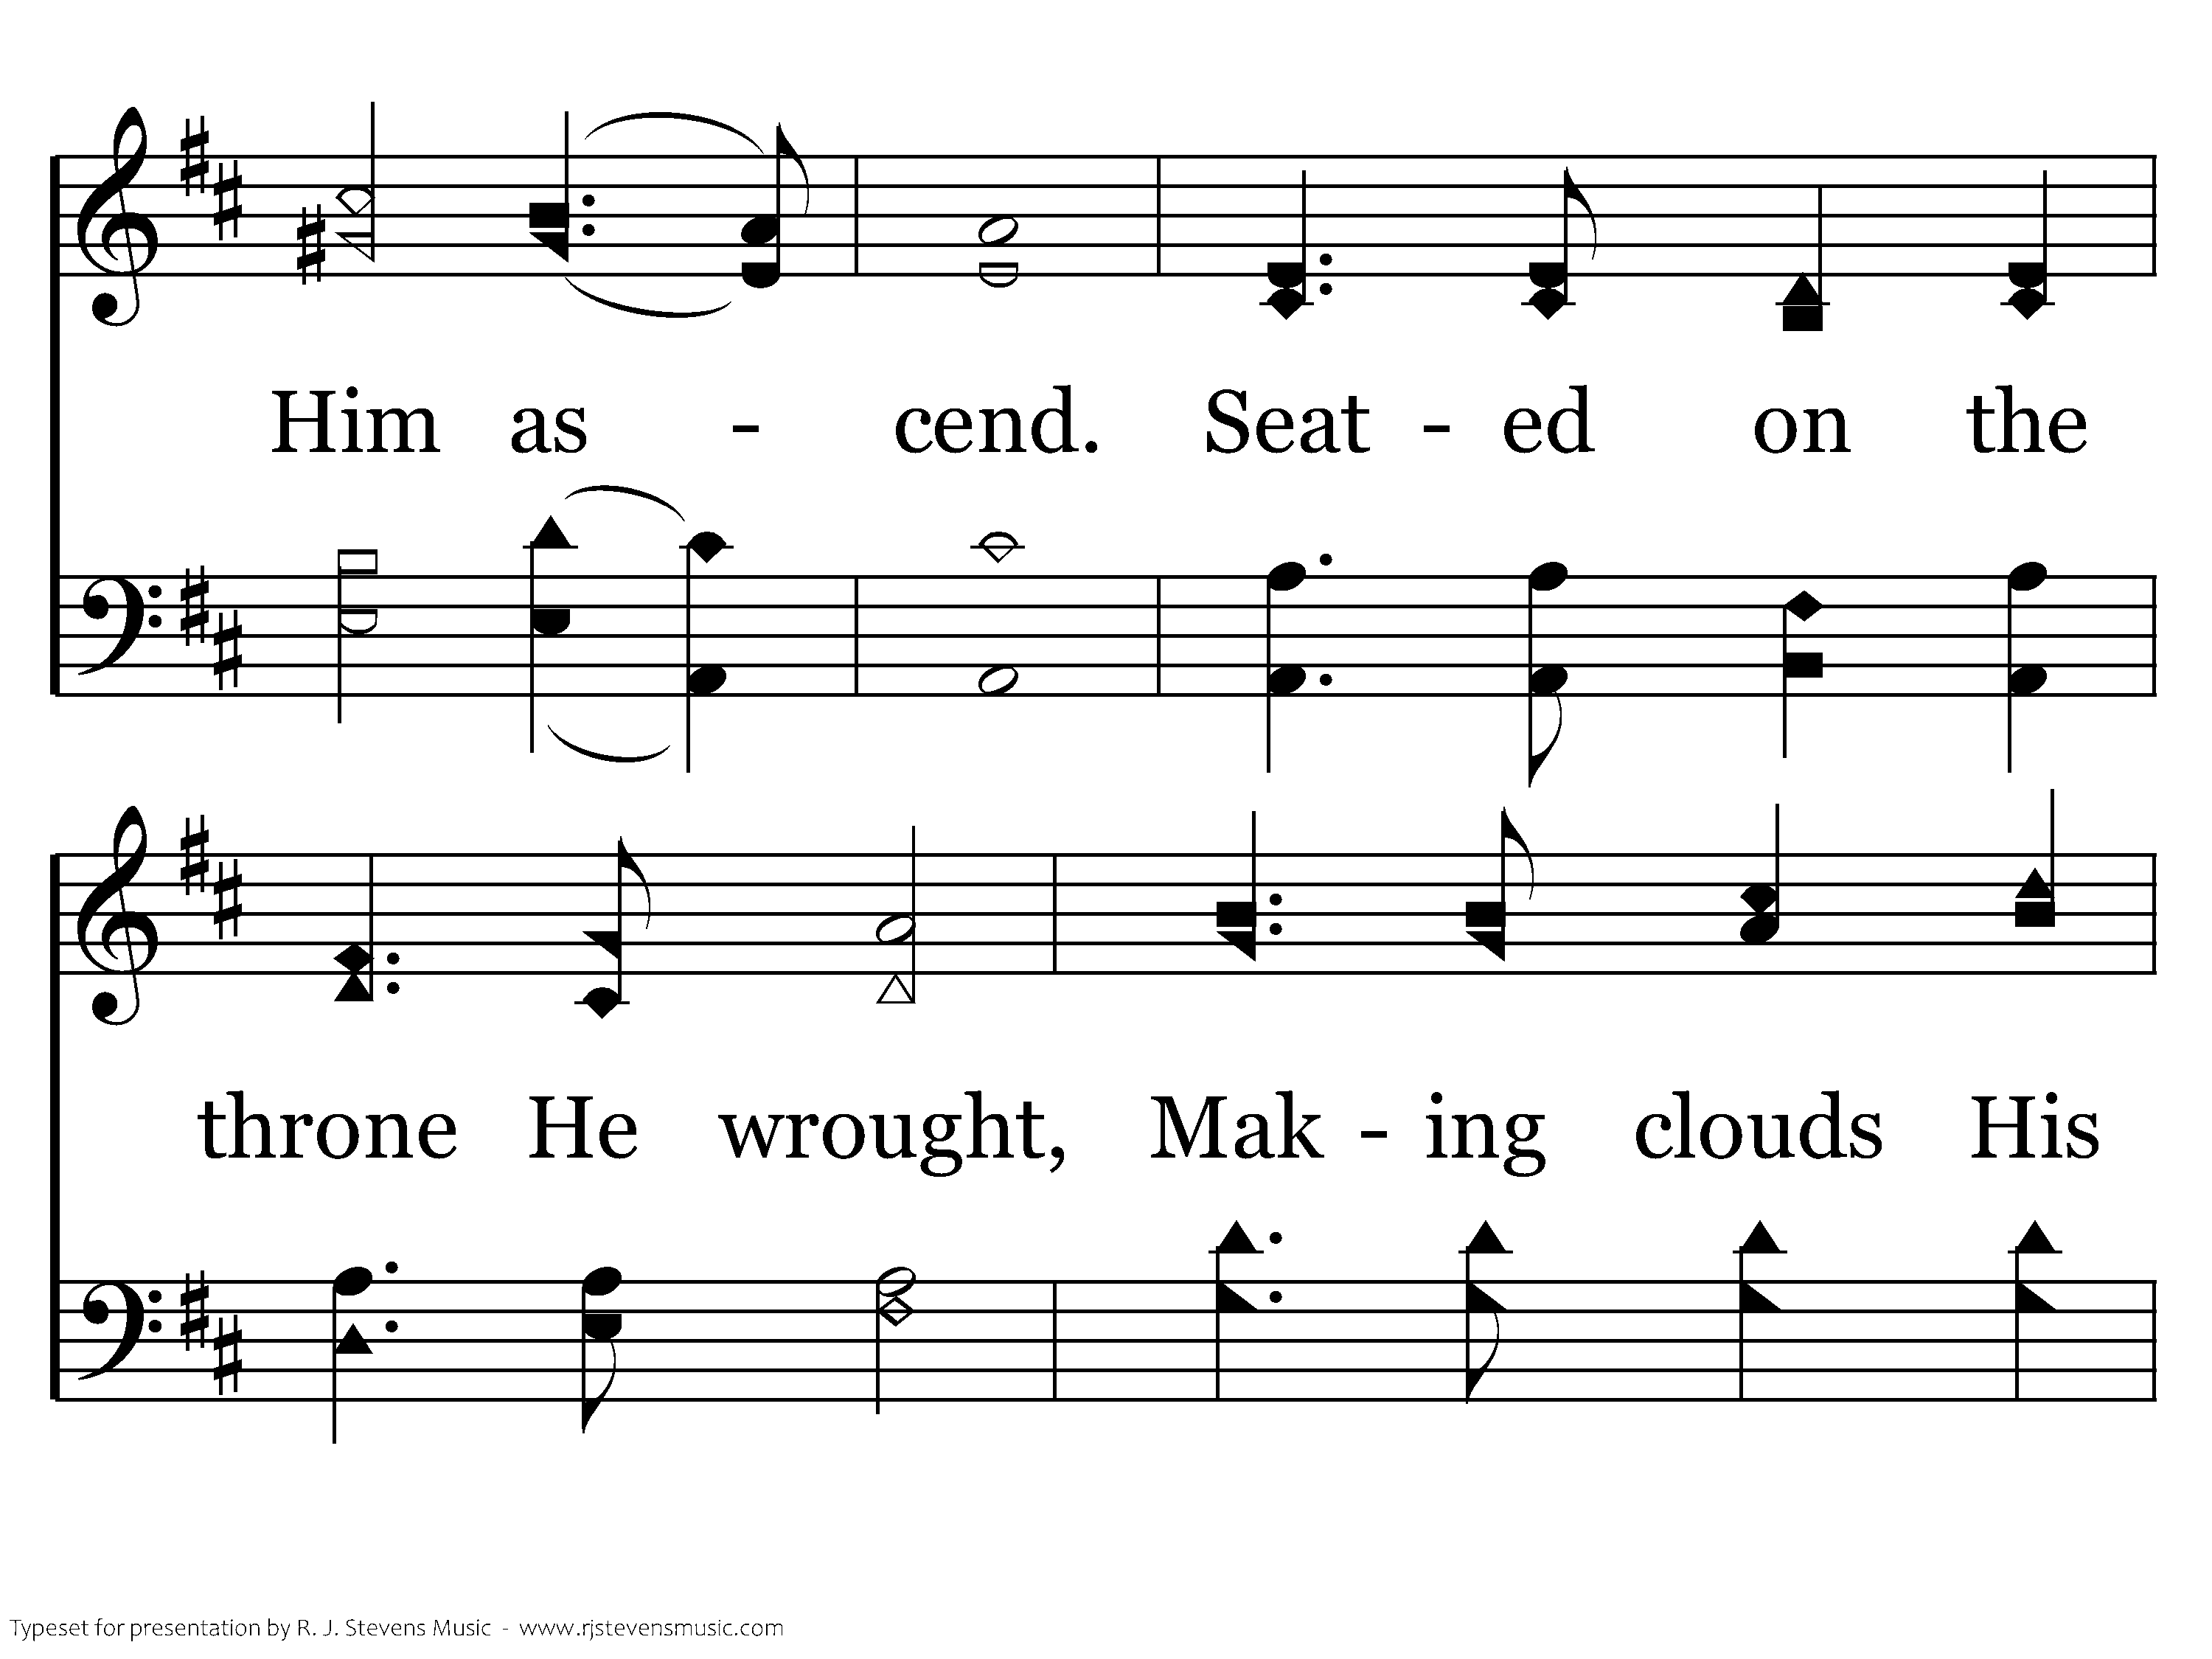 Him as - cend. Seat - ed on the
throne He wrought, Mak - ing clouds His
Typeset for presentation by R. J. Stevens Music - www.rjstevensmusic.com